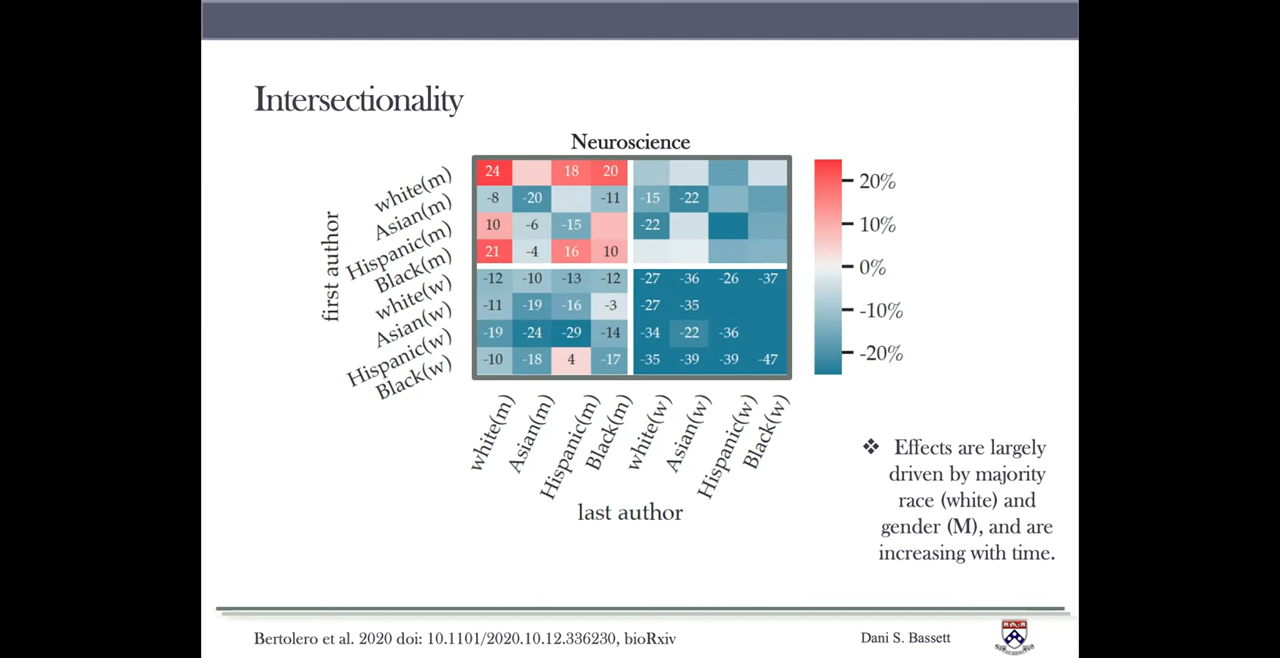 Intersectionality
Neuroscience
first author
white(m)
Asian(m)
Hispanic(m)
Black(m)
white(w)
Asian(w)
Hispanic(w)
Black(w)
24 18 20
-8 -20 -11 -15 -22
10 -6 -15 -22
21 -4 16 10
-12 -10 -13 -12 -27 -36 -26 -37
-11 -19 -16 -3 -27 -35
-19 -24 -29 -14 -34 -22 -36
-10 -18 4 -17 -35 -39 -39 -47
20%
10%
0%
-10%
-20%
white(m)
Asian(m)
Hispanic(m)
Black(m)
white(w)
Asian(w)
Hispanic(w)
Black(w)
last author
❖ Effects are largely
driven by majority
race (white) and
gender (M), and are
increasing with time.
Bertolero et al. 2020 doi: 10.1101/2020.10.12.336230, bioRxiv
Dani S. Bassett